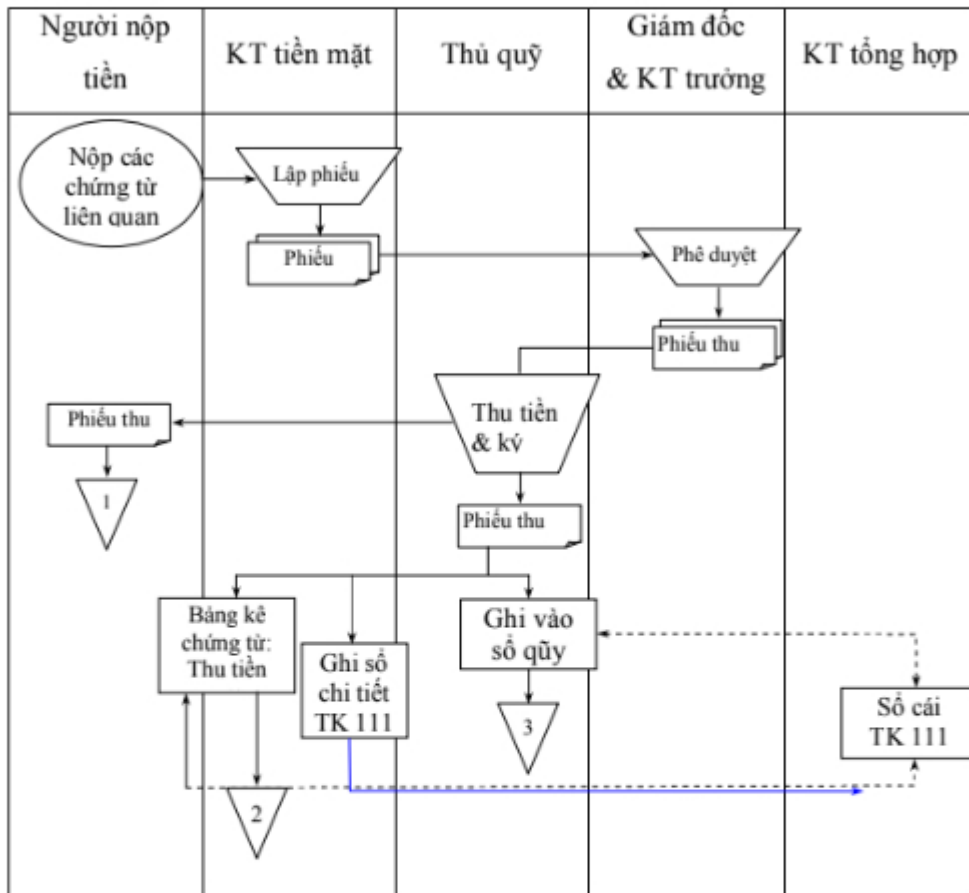 Người nộp
tiền
KT tiền mặt
Thủ quỹ
Giám đốc
& KT trưởng
KT tổng hợp
Nộp các
chứng từ
liên quan
Lập phiếu
Phiếu
Phê duyệt
Phiếu thu
Thu tiền
& ký
Phiếu thu
1
Phiếu thu
Bảng kê
chứng từ:
Thu tiền
Ghi sổ
chi tiết
TK 111
Ghi vào
sổ qũy
Sổ cái
TK 111
3
2